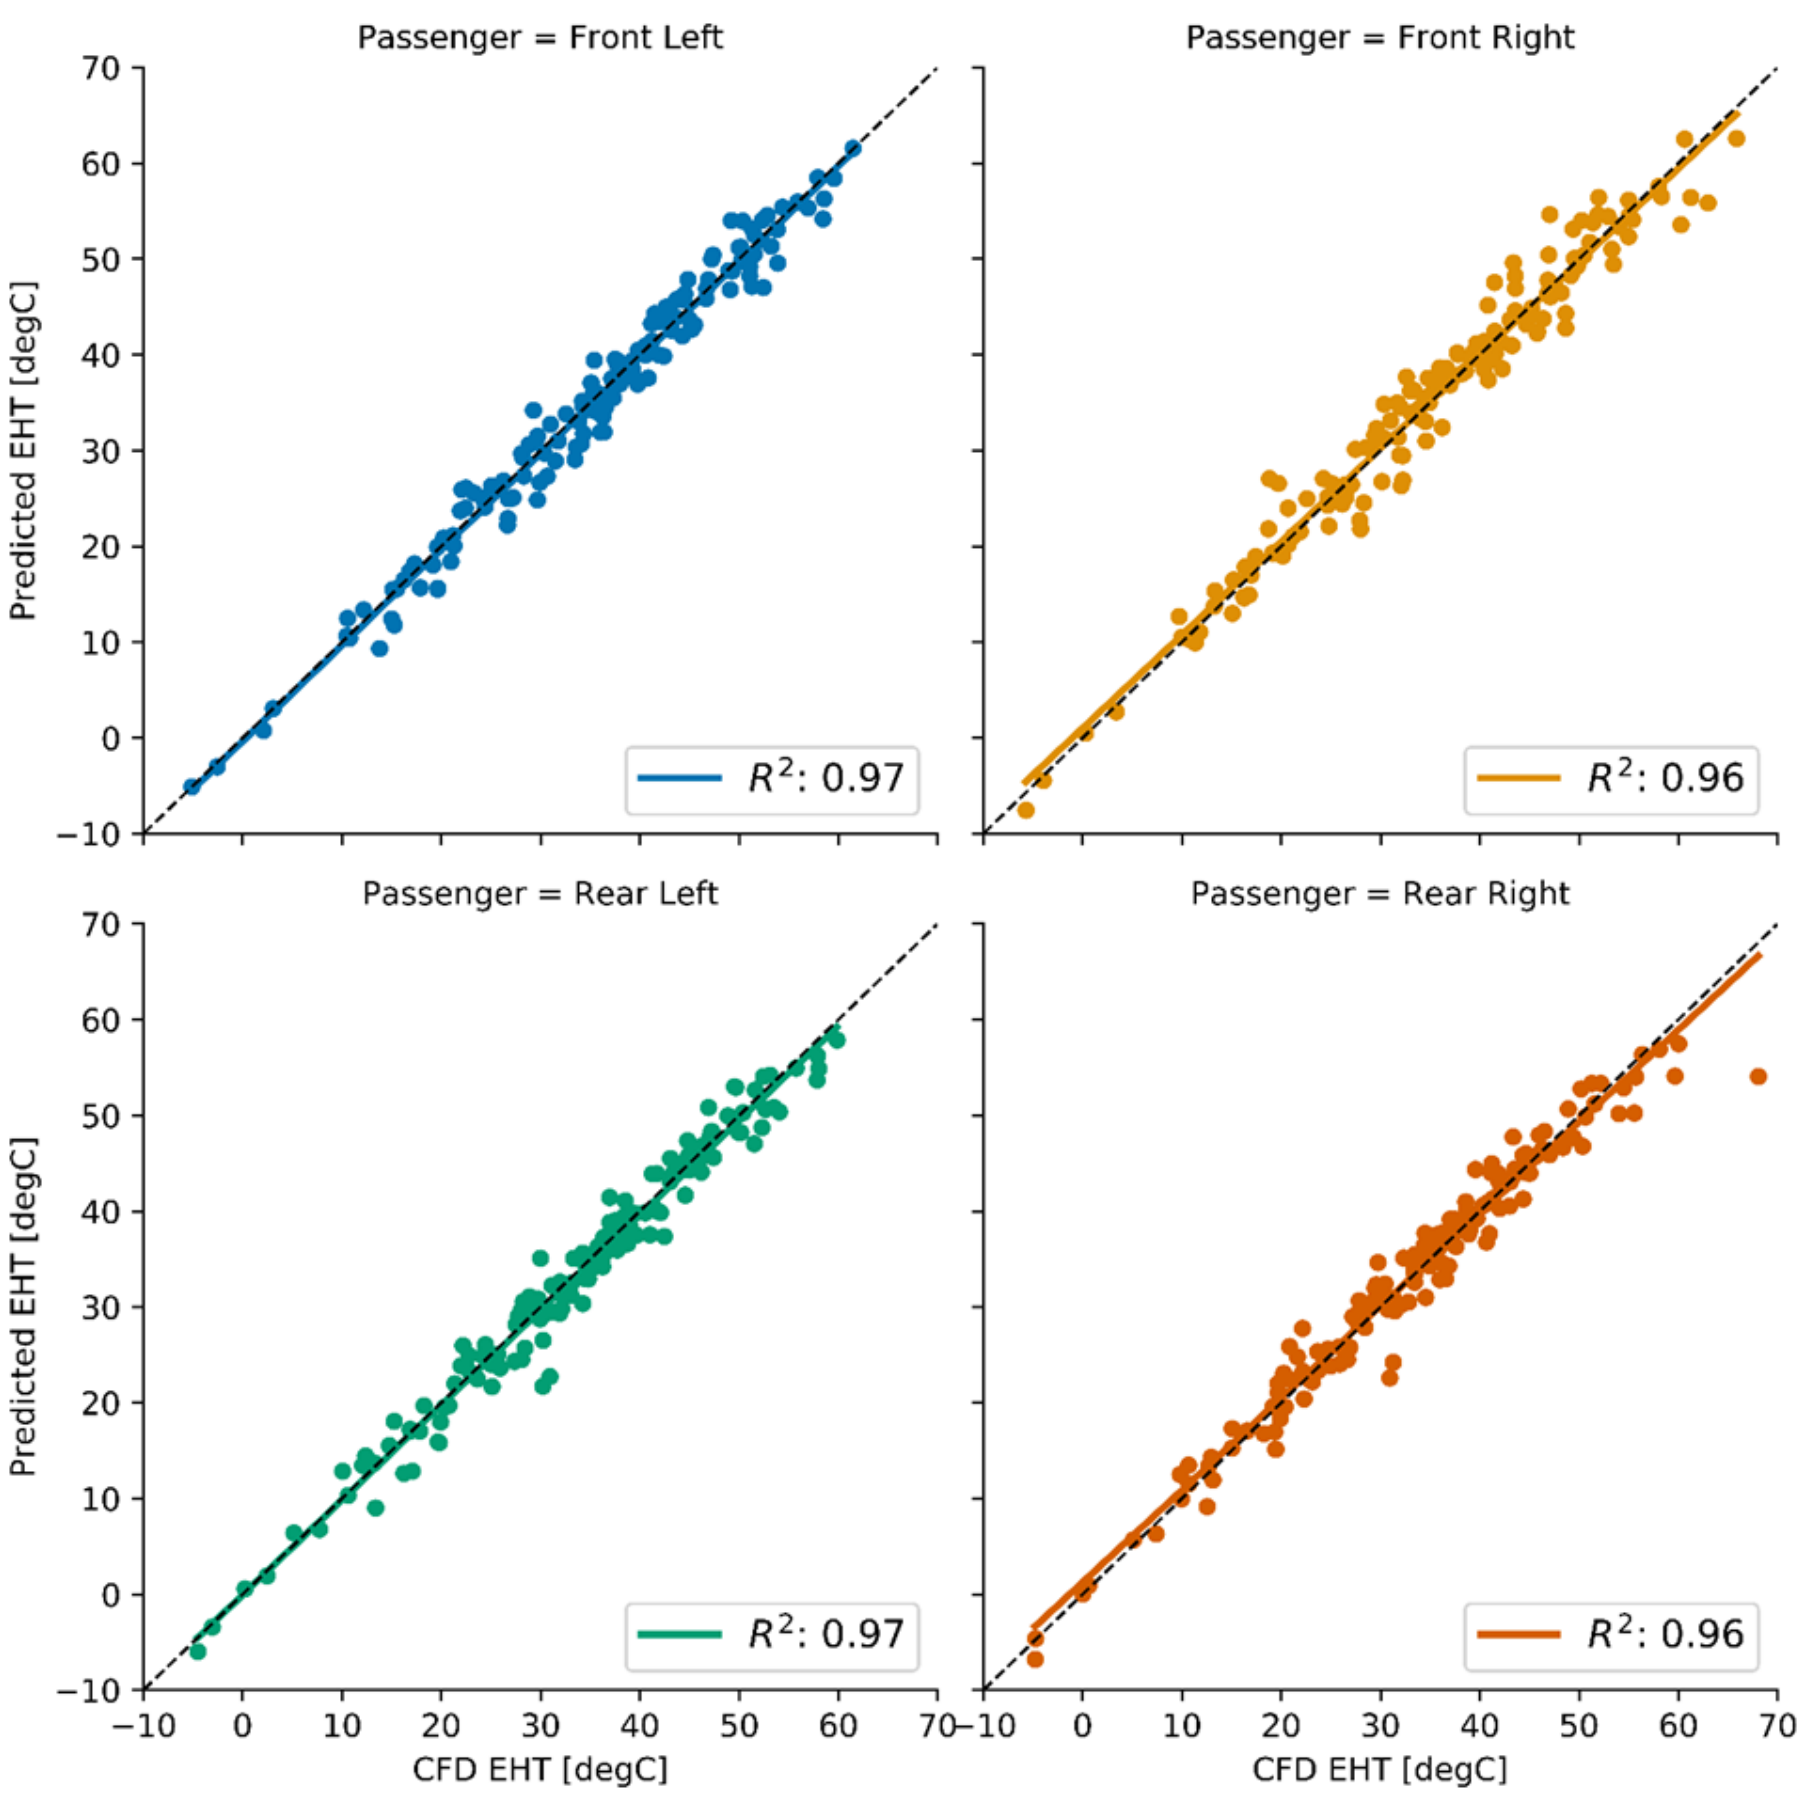 Passenger = Front Left
Passenger = Front Right
70
60
50
40
30
20
10
0
−10
Predicted EHT [degC]
R²: 0.97
R²: 0.96
Passenger = Rear Left
Passenger = Rear Right
70
60
50
40
30
20
10
0
−10
Predicted EHT [degC]
R²: 0.97
R²: 0.96
−10 0 10 20 30 40 50 60 70
−10 0 10 20 30 40 50 60 70
CFD EHT [degC]
CFD EHT [degC]